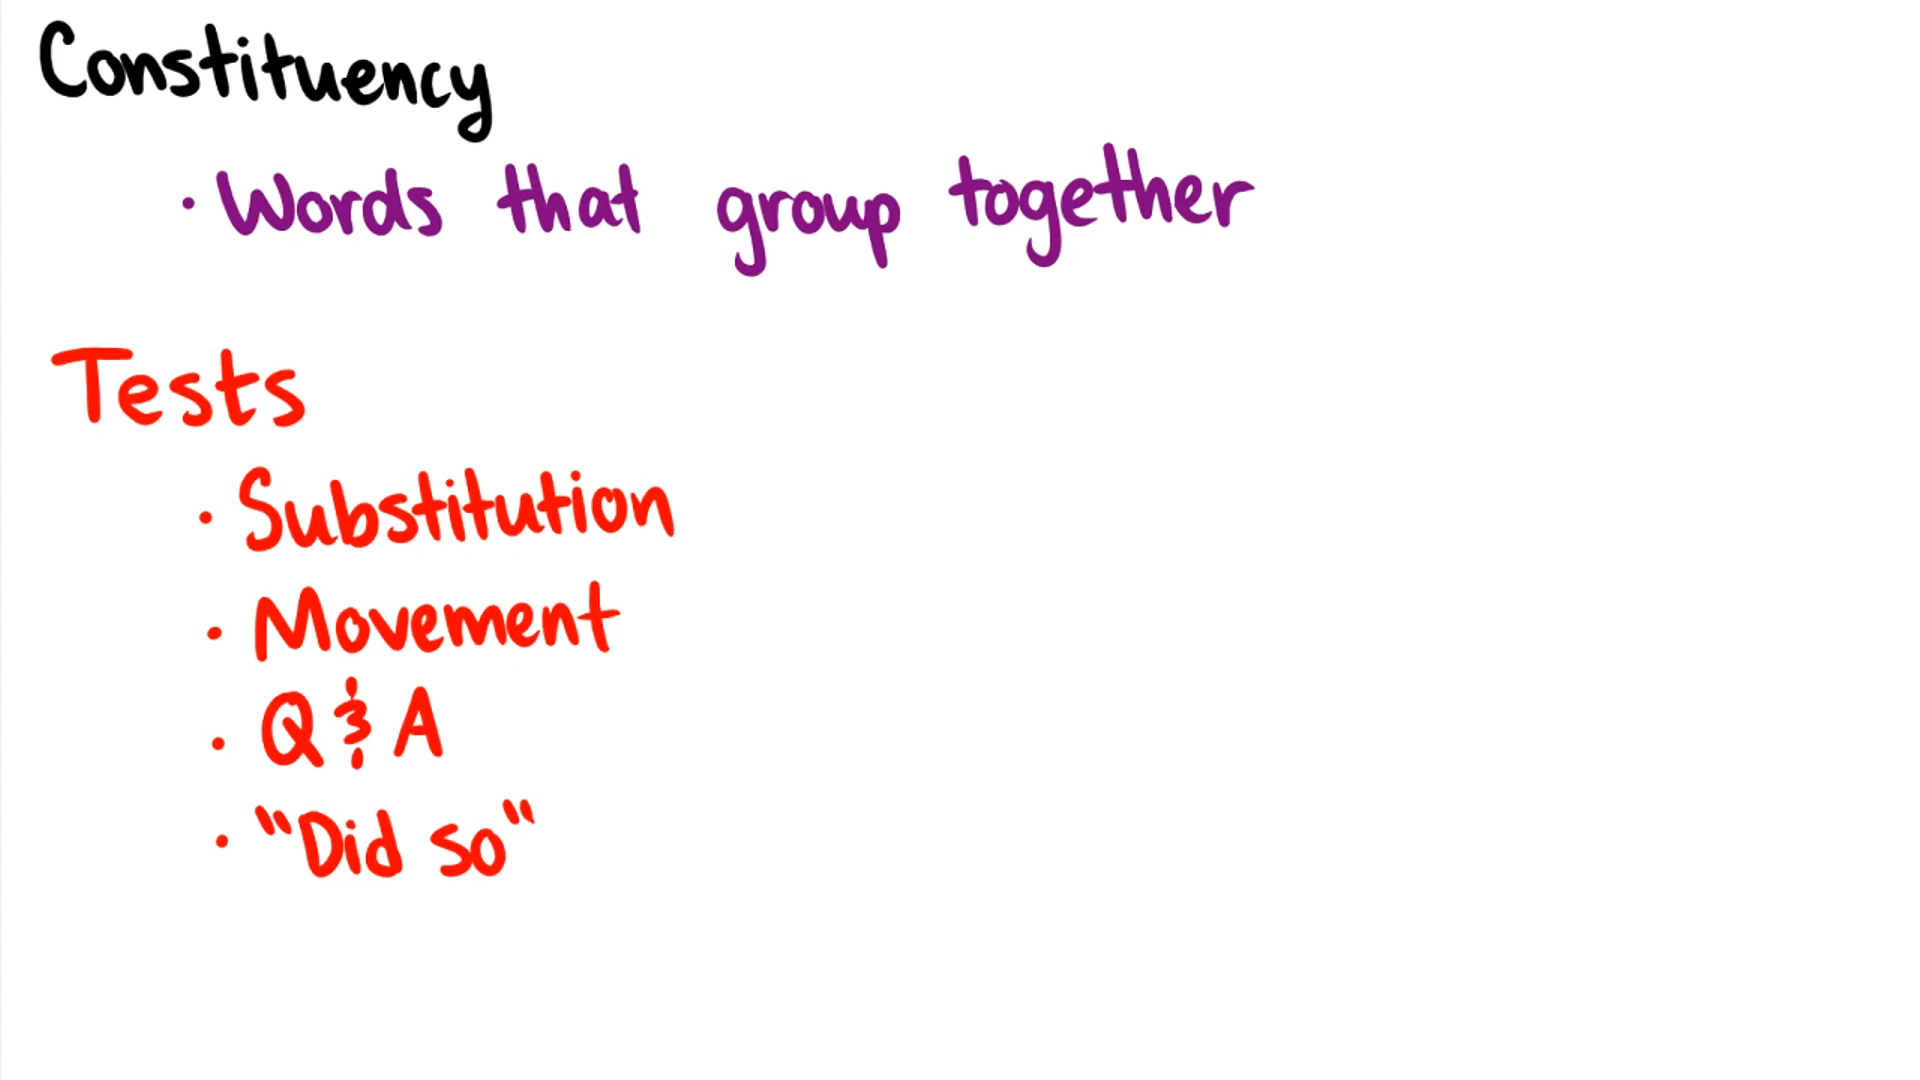 Constituency
· Words that group together
Tests
· Substitution
· Movement
· Q & A
· "Did so"